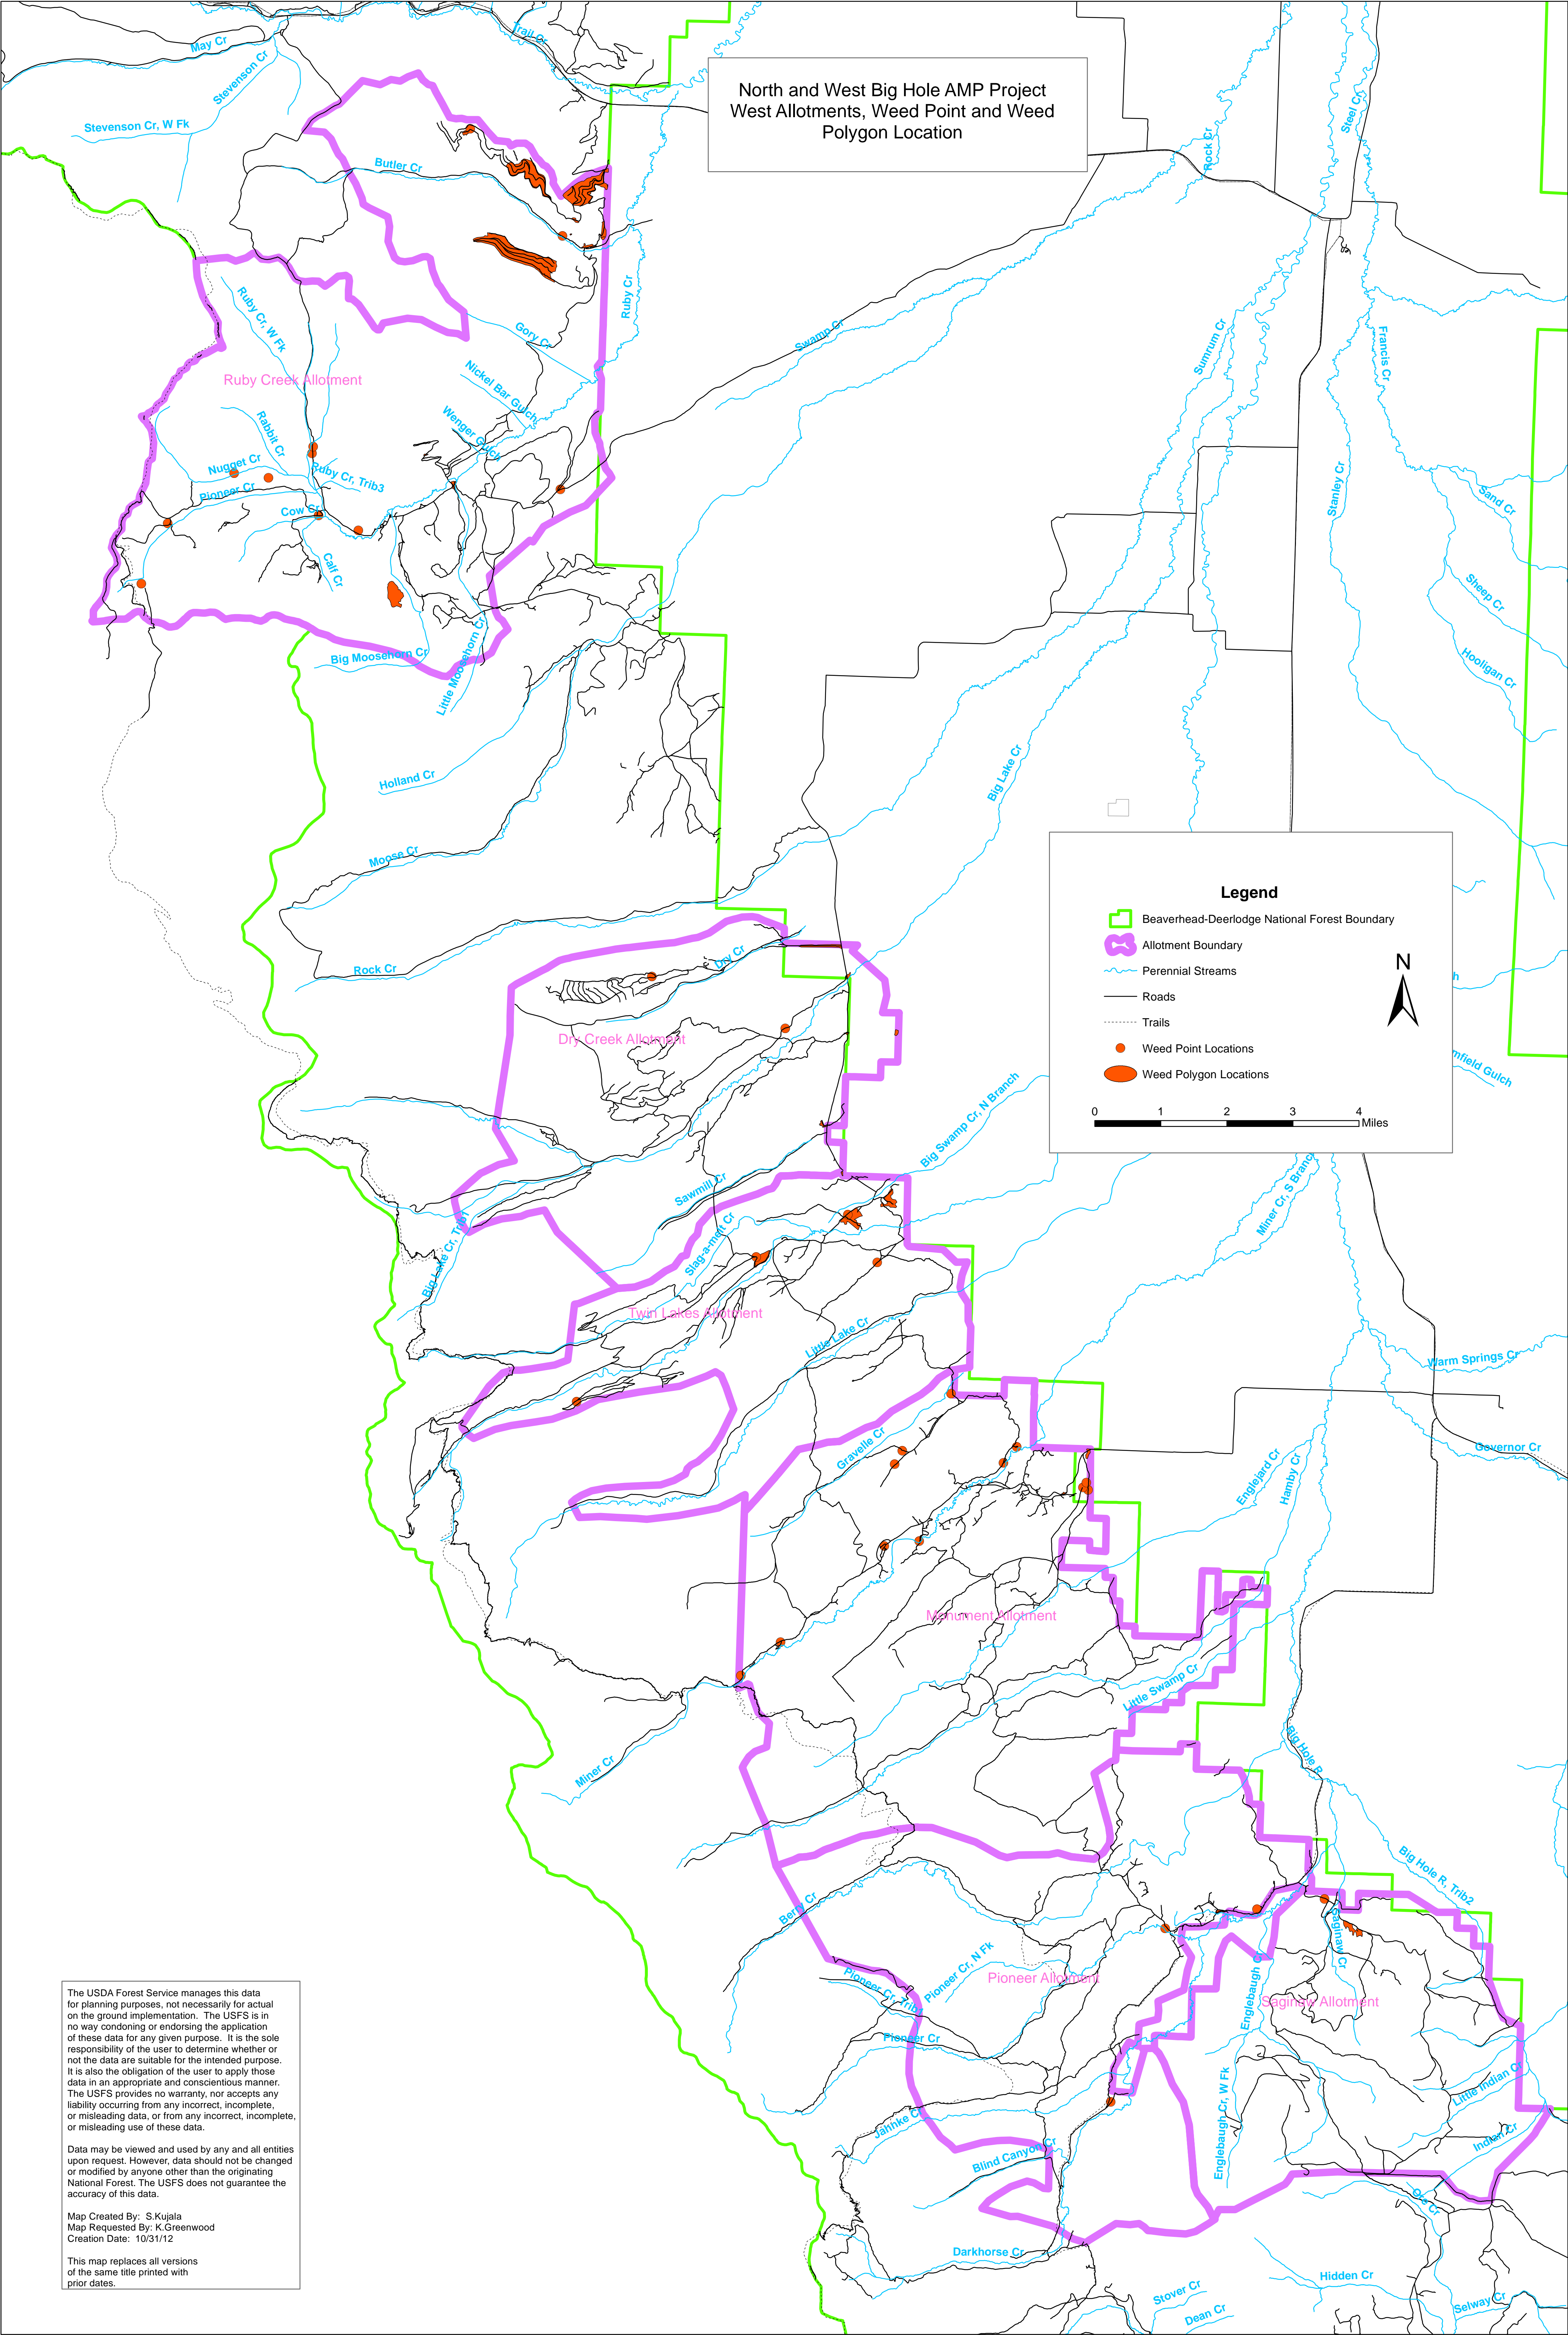 North and West Big Hole AMP Project
West Allotments, Weed Point and Weed
Polygon Location
May Cr
Trail Cr
Stevenson Cr
Stevenson Cr, W Fk
Butler Cr
Rock Cr
Steel Cr
Ruby Cr
Ruby Cr, W Fk
Gory Cr
Swamp Cr
Sumrum Cr
Francis Cr
Ruby Creek Allotment
Nickel Bar Gulch
Wenger Gulch
Rabbit Cr
Nugget Cr
Ruby Cr, Trib3
Pioneer Cr
Cow Cr
Calf Cr
Stanley Cr
Sand Cr
Sheep Cr
Hooligan Cr
Big Moosehorn Cr
Little Moosehorn Cr
Holland Cr
Big Lake Cr
Moose Cr
Rock Cr
Dry Cr
Dry Creek Allotment
Legend
Beaverhead-Deerlodge National Forest Boundary
Allotment Boundary
Perennial Streams
Roads
Trails
Weed Point Locations
Weed Polygon Locations
N
0 1 2 3 4
Miles
h
nfield Gulch
Big Swamp Cr, N Branch
Sawmill Cr
Slag-a-melt Cr
Big Lake Cr, Trib1
Miner Cr, S Branch
Twin Lakes Allotment
Little Lake Cr
Warm Springs Cr
Gravelle Cr
Governor Cr
Englejard Cr
Hamby Cr
Monument Allotment
Little Swamp Cr
Big Hole R
Miner Cr
Big Hole R, Trib2
Berry Cr
Saginaw Cr
Pioneer Cr, N Fk
Pioneer Allotment
Pioneer Cr, Trib1
Englebaugh Cr
Saginaw Allotment
Pioneer Cr
Little Indian Cr
Englebaugh Cr, W Fk
Jahnke Cr
Indian Cr
Blind Canyon Cr
Ore Cr
Darkhorse Cr
Hidden Cr
Stover Cr
Selway Cr
Dean Cr
The USDA Forest Service manages this data
for planning purposes, not necessarily for actual
on the ground implementation. The USFS is in
no way condoning or endorsing the application
of these data for any given purpose. It is the sole
responsibility of the user to determine whether or
not the data are suitable for the intended purpose.
It is also the obligation of the user to apply those
data in an appropriate and conscientious manner.
The USFS provides no warranty, nor accepts any
liability occurring from any incorrect, incomplete,
or misleading data, or from any incorrect, incomplete,
or misleading use of these data.
Data may be viewed and used by any and all entities
upon request. However, data should not be changed
or modified by anyone other than the originating
National Forest. The USFS does not guarantee the
accuracy of this data.
Map Created By: S.Kujala
Map Requested By: K.Greenwood
Creation Date: 10/31/12
This map replaces all versions
of the same title printed with
prior dates.